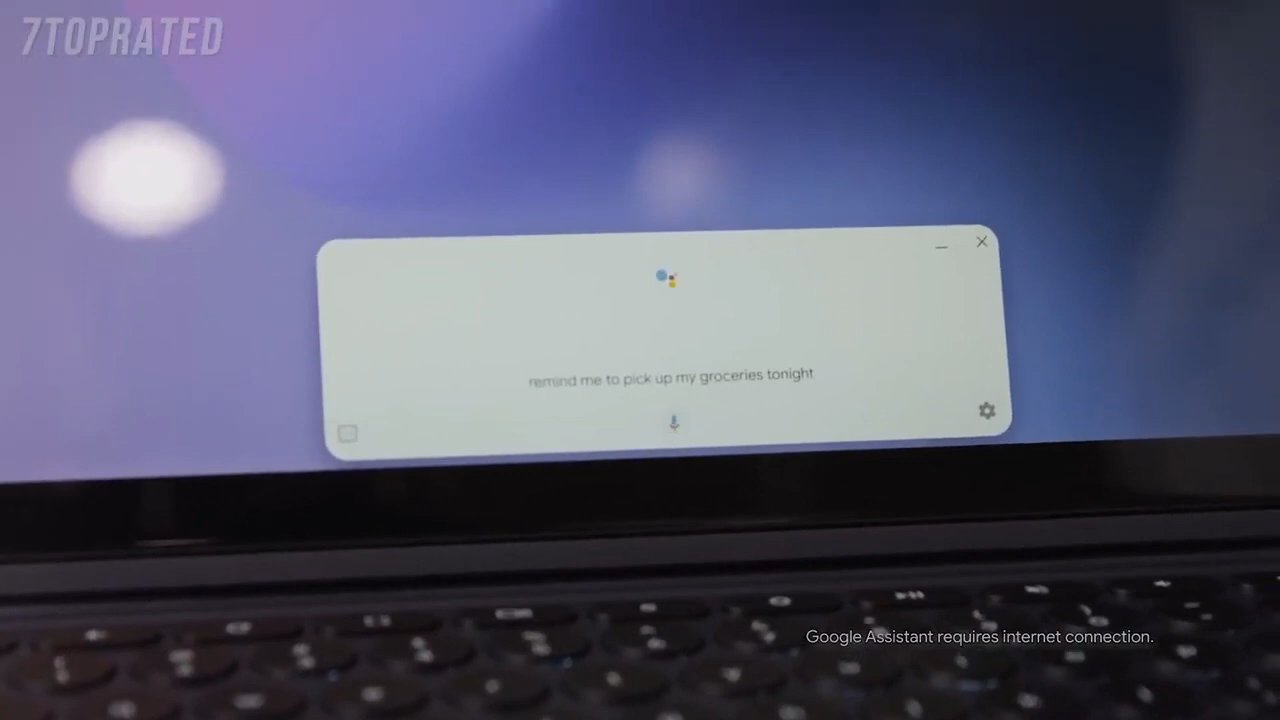 7TOPRATED
remind me to pick up my groceries tonight
Google Assistant requires internet connection.